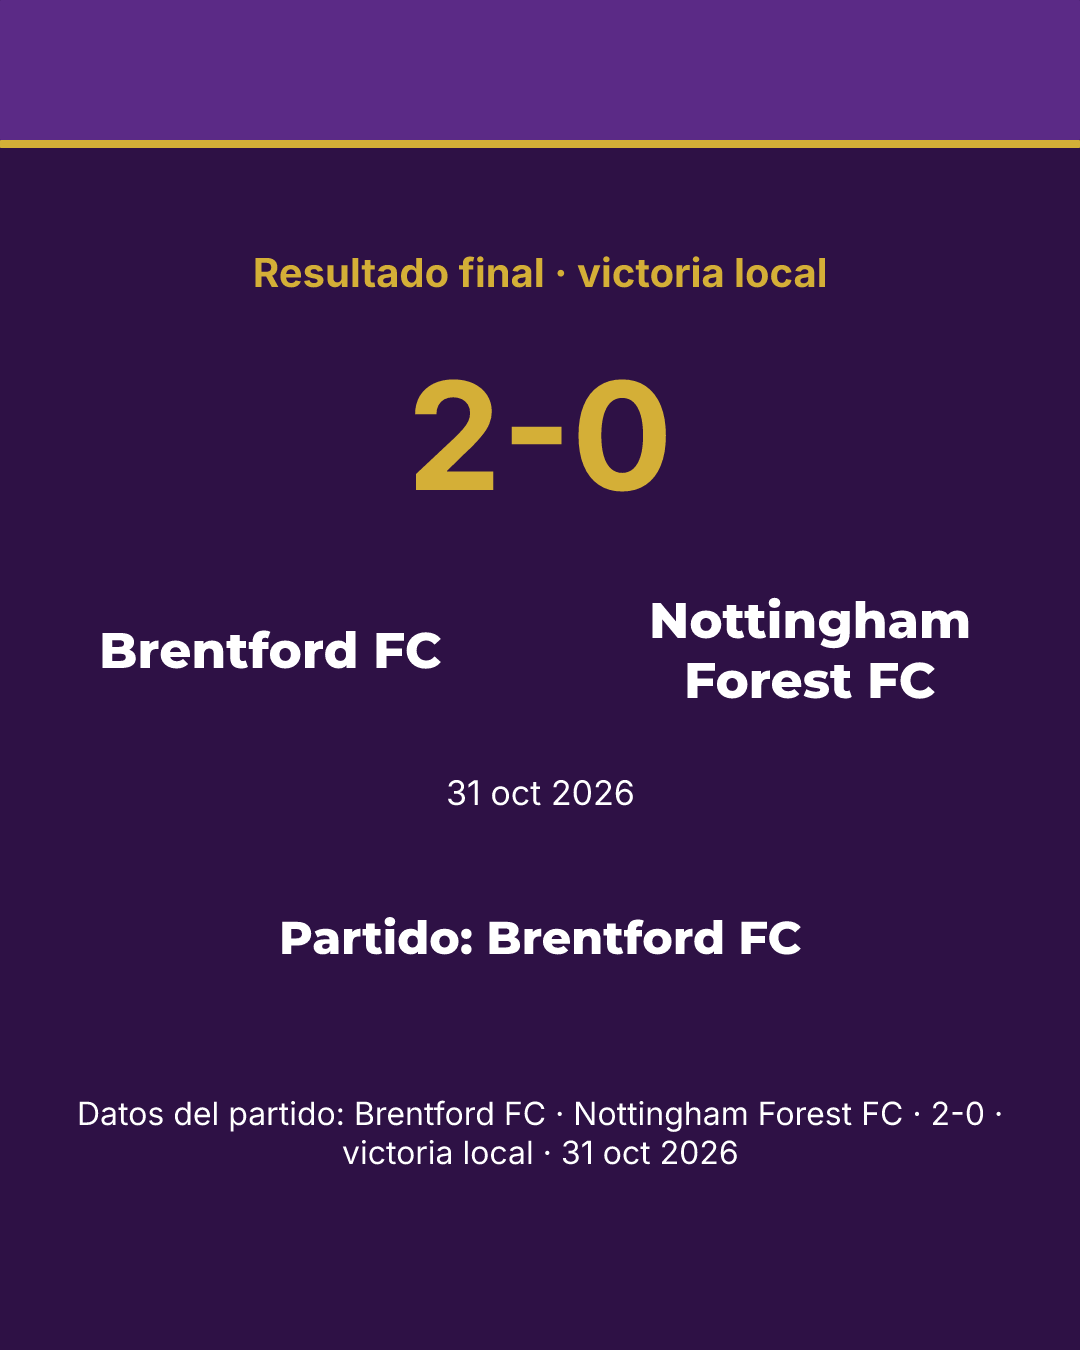 Resultado final · victoria local
2-0
Brentford FC
Nottingham
Forest FC
31 oct 2026
Partido: Brentford FC
Datos del partido: Brentford FC · Nottingham Forest FC · 2-0 ·
victoria local · 31 oct 2026